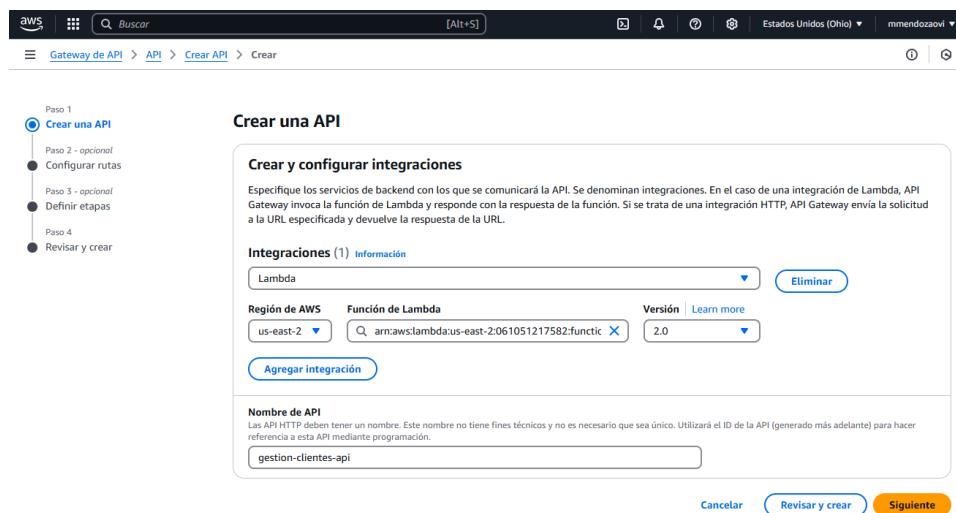 aws
Buscar [Alt+S] Estados Unidos (Ohio) mmendozaovi
Gateway de API > API > Crear API > Crear
Paso 1
Crear una API
Paso 2 - opcional
Configurar rutas
Paso 3 - opcional
Definir etapas
Paso 4
Revisar y crear
Crear una API
Crear y configurar integraciones
Especifique los servicios de backend con los que se comunicará la API. Se denominan integraciones. En el caso de una integración de Lambda, API
Gateway invoca la función de Lambda y responde con la respuesta de la función. Si se trata de una integración HTTP, API Gateway envía la solicitud
a la URL especificada y devuelve la respuesta de la URL.
Integraciones (1) Información
Lambda
Eliminar
Región de AWS Función de Lambda Versión Learn more
us-east-2 arn:aws:lambda:us-east-2:061051217582:functic 2.0
Agregar integración
Nombre de API
Las API HTTP deben tener un nombre. Este nombre no tiene fines técnicos y no es necesario que sea único. Utilizará el ID de la API (generado más adelante) para hacer
referencia a esta API mediante programación.
gestion-clientes-api
Cancelar Revisar y crear Siguiente